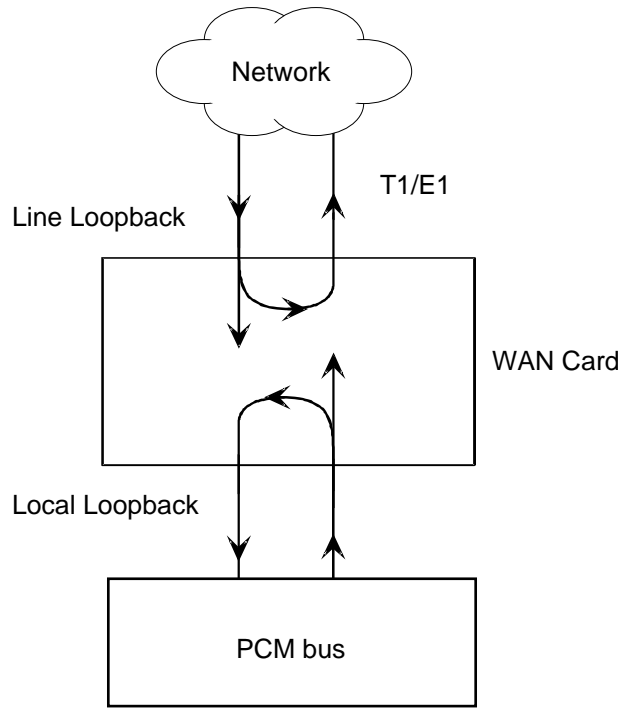 Network
T1/E1
Line Loopback
WAN Card
Local Loopback
PCM bus